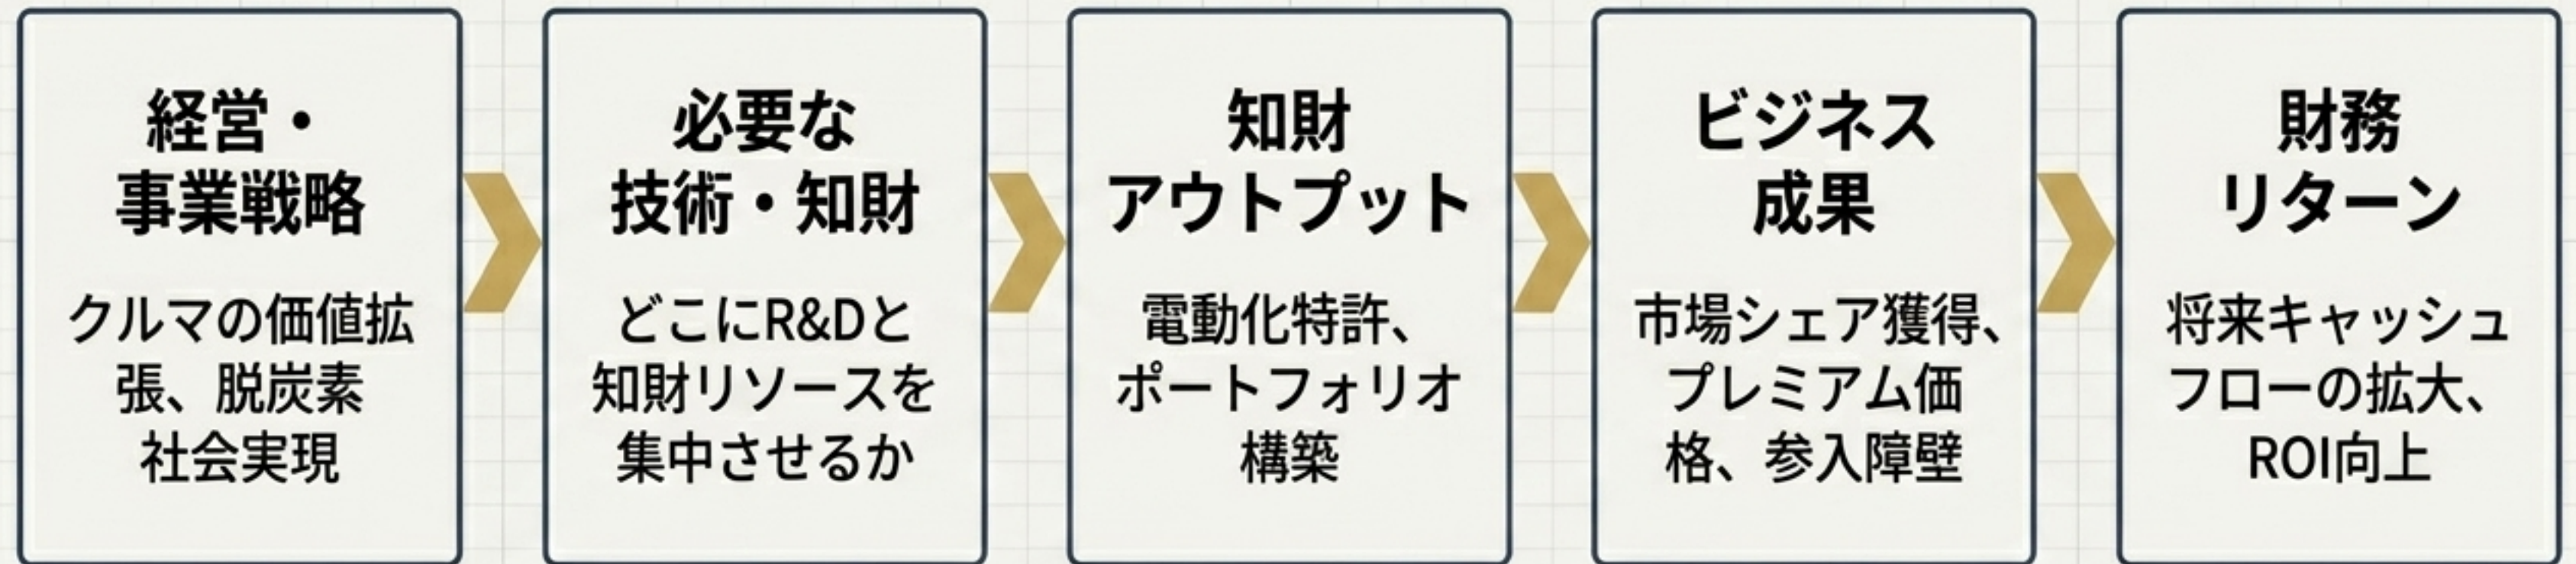 経営・
事業戦略
クルマの価値拡
張、脱炭素
社会実現
必要な
技術・知財
どこにR&Dと
知財リソースを
集中させるか
知財
アウトプット
電動化特許、
ポートフォリオ
構築
ビジネス
成果
市場シェア獲得、
プレミアム価
格、参入障壁
財務
リターン
将来キャッシュ
フローの拡大、
ROI向上